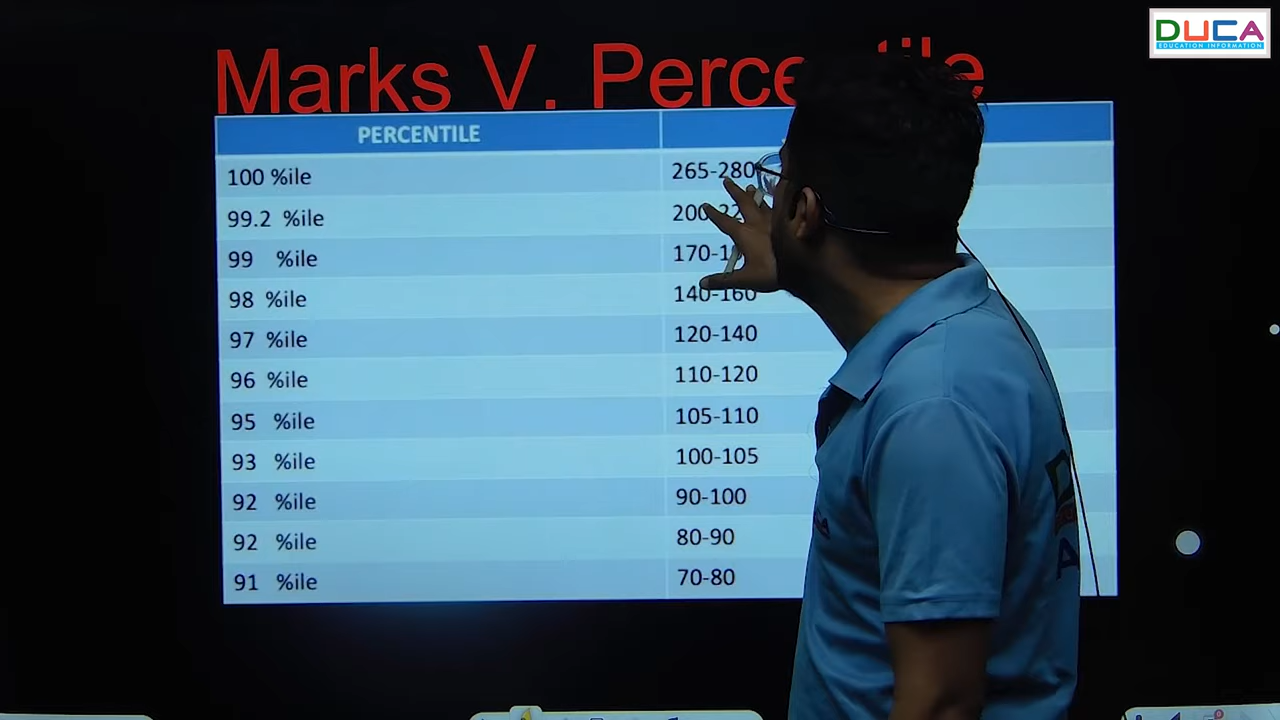 DUCA
EDUCATION INFORMATION
Marks V.
PERCENTILE
100 %ile 265-280
99.2 %ile
99 %ile
98 %ile 140-160
97 %ile 120-140
96 %ile 110-120
95 %ile 105-110
93 %ile 100-105
92 %ile 90-100
92 %ile 80-90
91 %ile 70-80